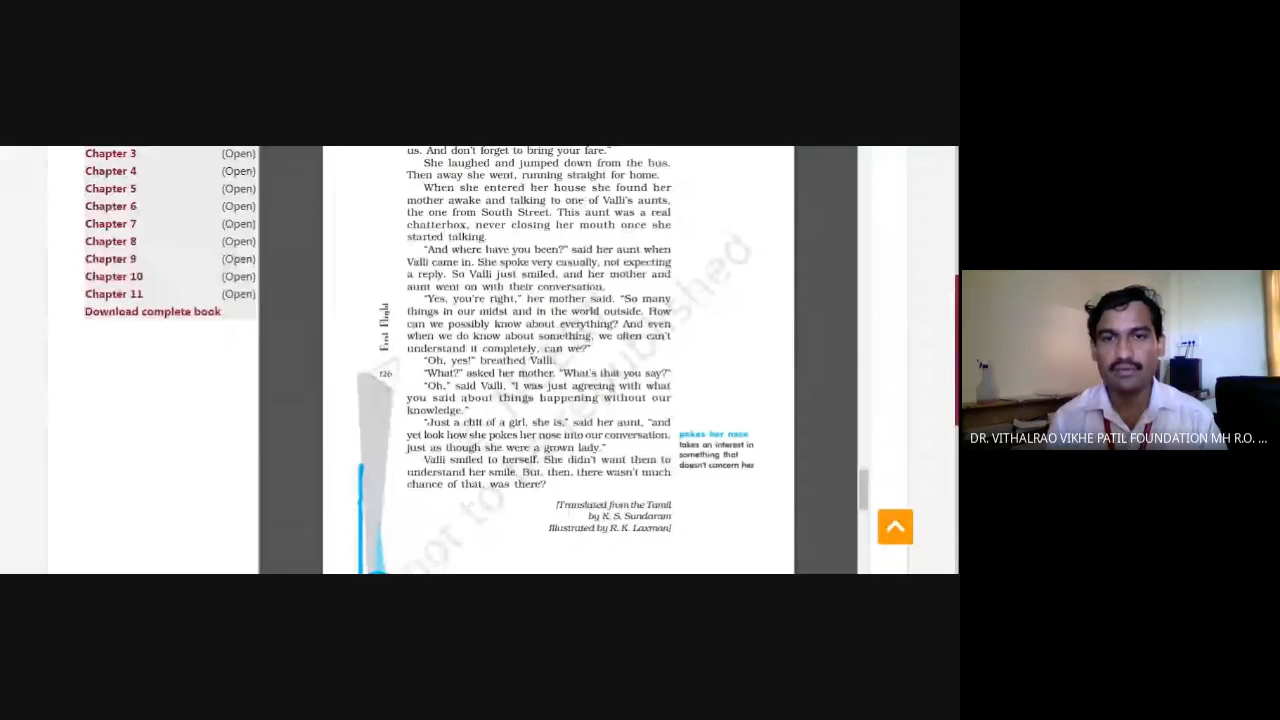 Chapter 3 (Open)
Chapter 4 (Open)
Chapter 5 (Open)
Chapter 6 (Open)
Chapter 7 (Open)
Chapter 8 (Open)
Chapter 9 (Open)
Chapter 10 (Open)
Chapter 11 (Open)
Download complete book
us. And don't forget to bring your fare."
She laughed and jumped down from the bus.
Then away she went, running straight for home.
When she entered her house she found her
mother awake and talking to one of Valli's aunts,
the one from South Street. This aunt was a real
chatterbox, never closing her mouth once she
started talking.
"And where have you been?" said her aunt when
Valli came in. She spoke very casually, not expecting
a reply. So Valli just smiled, and her mother and
aunt went on with their conversation.
"Yes, you're right," her mother said. "So many
things in our midst and in the world outside. How
can we possibly know about everything? And even
when we do know about something, we often can't
understand it completely, can we?"
"Oh, yes!" breathed Valli.
"What?" asked her mother. "What's that you say?"
"Oh," said Valli, "I was just agreeing with what
you said about things happening without our
knowledge."
"Just a chit of a girl, she is," said her aunt, "and
yet look how she pokes her nose into our conversation,
just as though she were a grown lady."
Valli smiled to herself. She didn't want them to
understand her smile. But, then, there wasn't much
chance of that, was there?
[Translated from the Tamil
by K. S. Sundaram
Illustrated by R. K. Laxman]
First Flight
126
pokes her nose
takes an interest in
something that
doesn't concern her
not to republished
DR. VITHALRAO VIKHE PATIL FOUNDATION MH R.O. ...